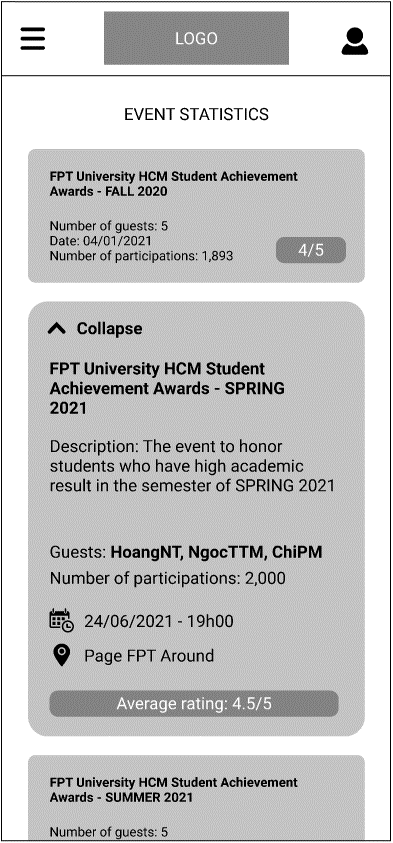 LOGO
EVENT STATISTICS
FPT University HCM Student Achievement
Awards - FALL 2020
Number of guests: 5
Date: 04/01/2021
Number of participations: 1,893
4/5
Collapse
FPT University HCM Student
Achievement Awards - SPRING
2021
Description: The event to honor
students who have high academic
result in the semester of SPRING 2021
Guests: HoangNT, NgocTTM, ChiPM
Number of participations: 2,000
24/06/2021 - 19h00
Page FPT Around
Average rating: 4.5/5
FPT University HCM Student Achievement
Awards - SUMMER 2021
Number of guests: 5